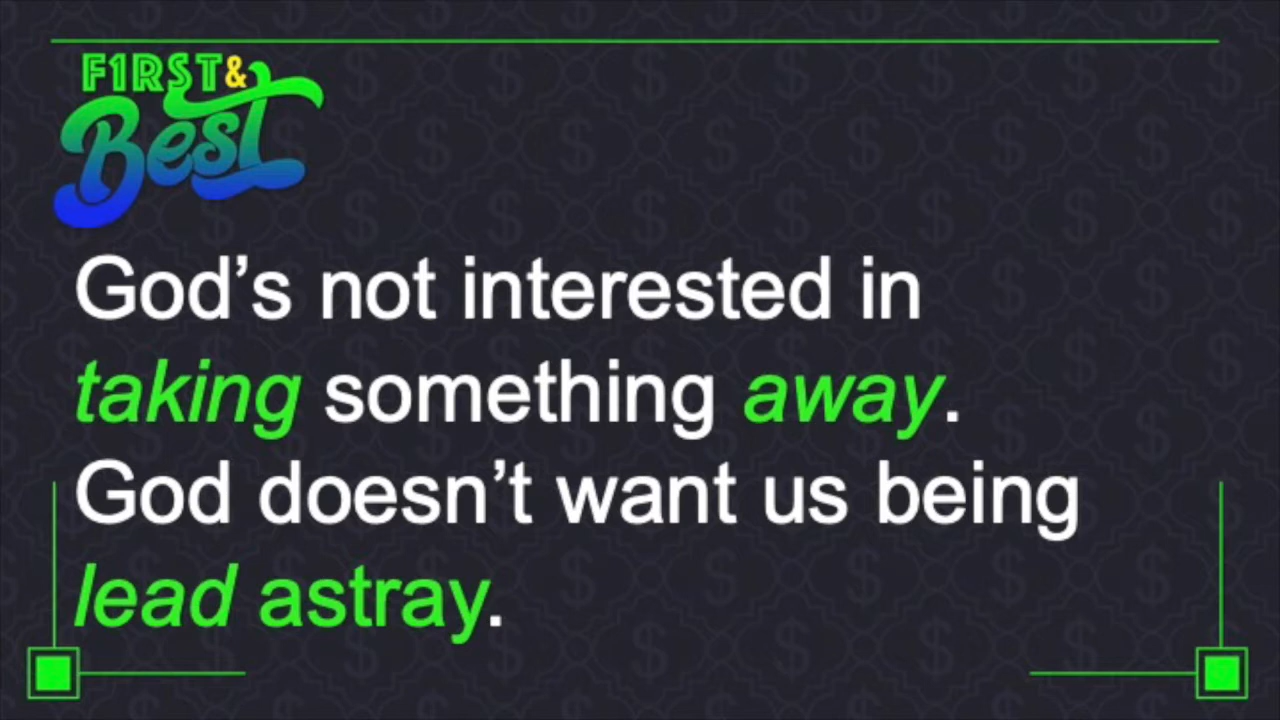 F1RST&
Best
God’s not interested in
taking something away.
God doesn’t want us being
lead astray.